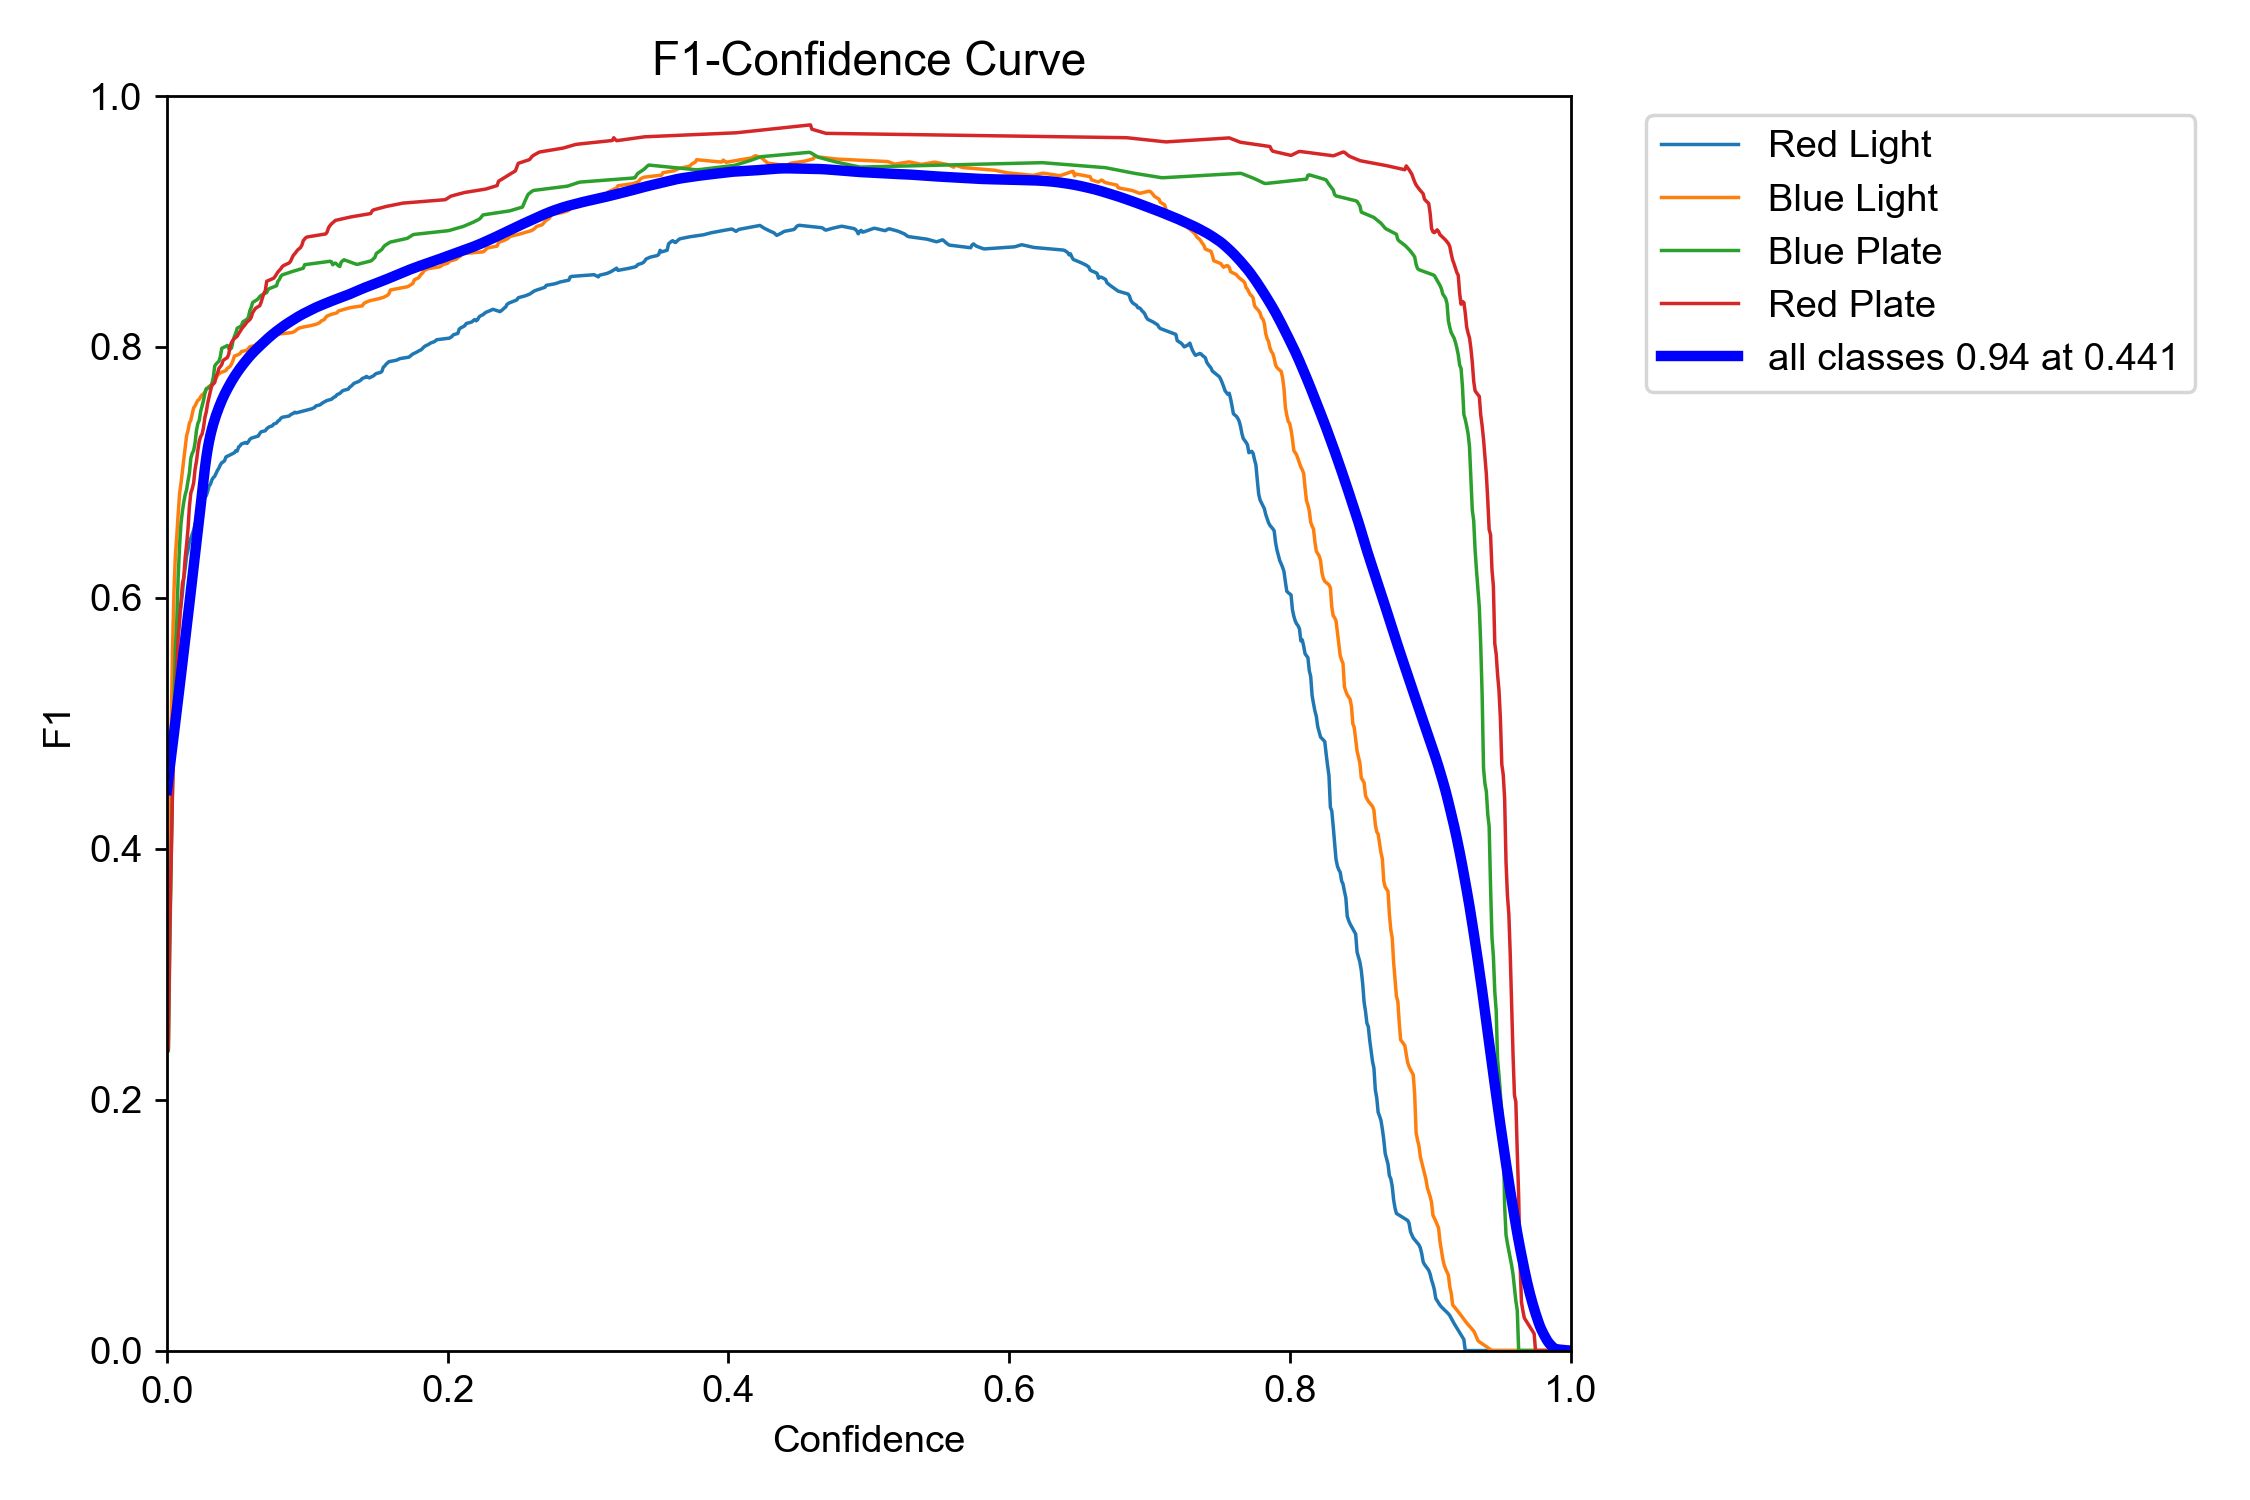 F1-Confidence Curve
1.0
0.8
0.6
0.4
0.2
0.0
F1
0.0 0.2 0.4 0.6 0.8 1.0
Confidence
Red Light
Blue Light
Blue Plate
Red Plate
all classes 0.94 at 0.441